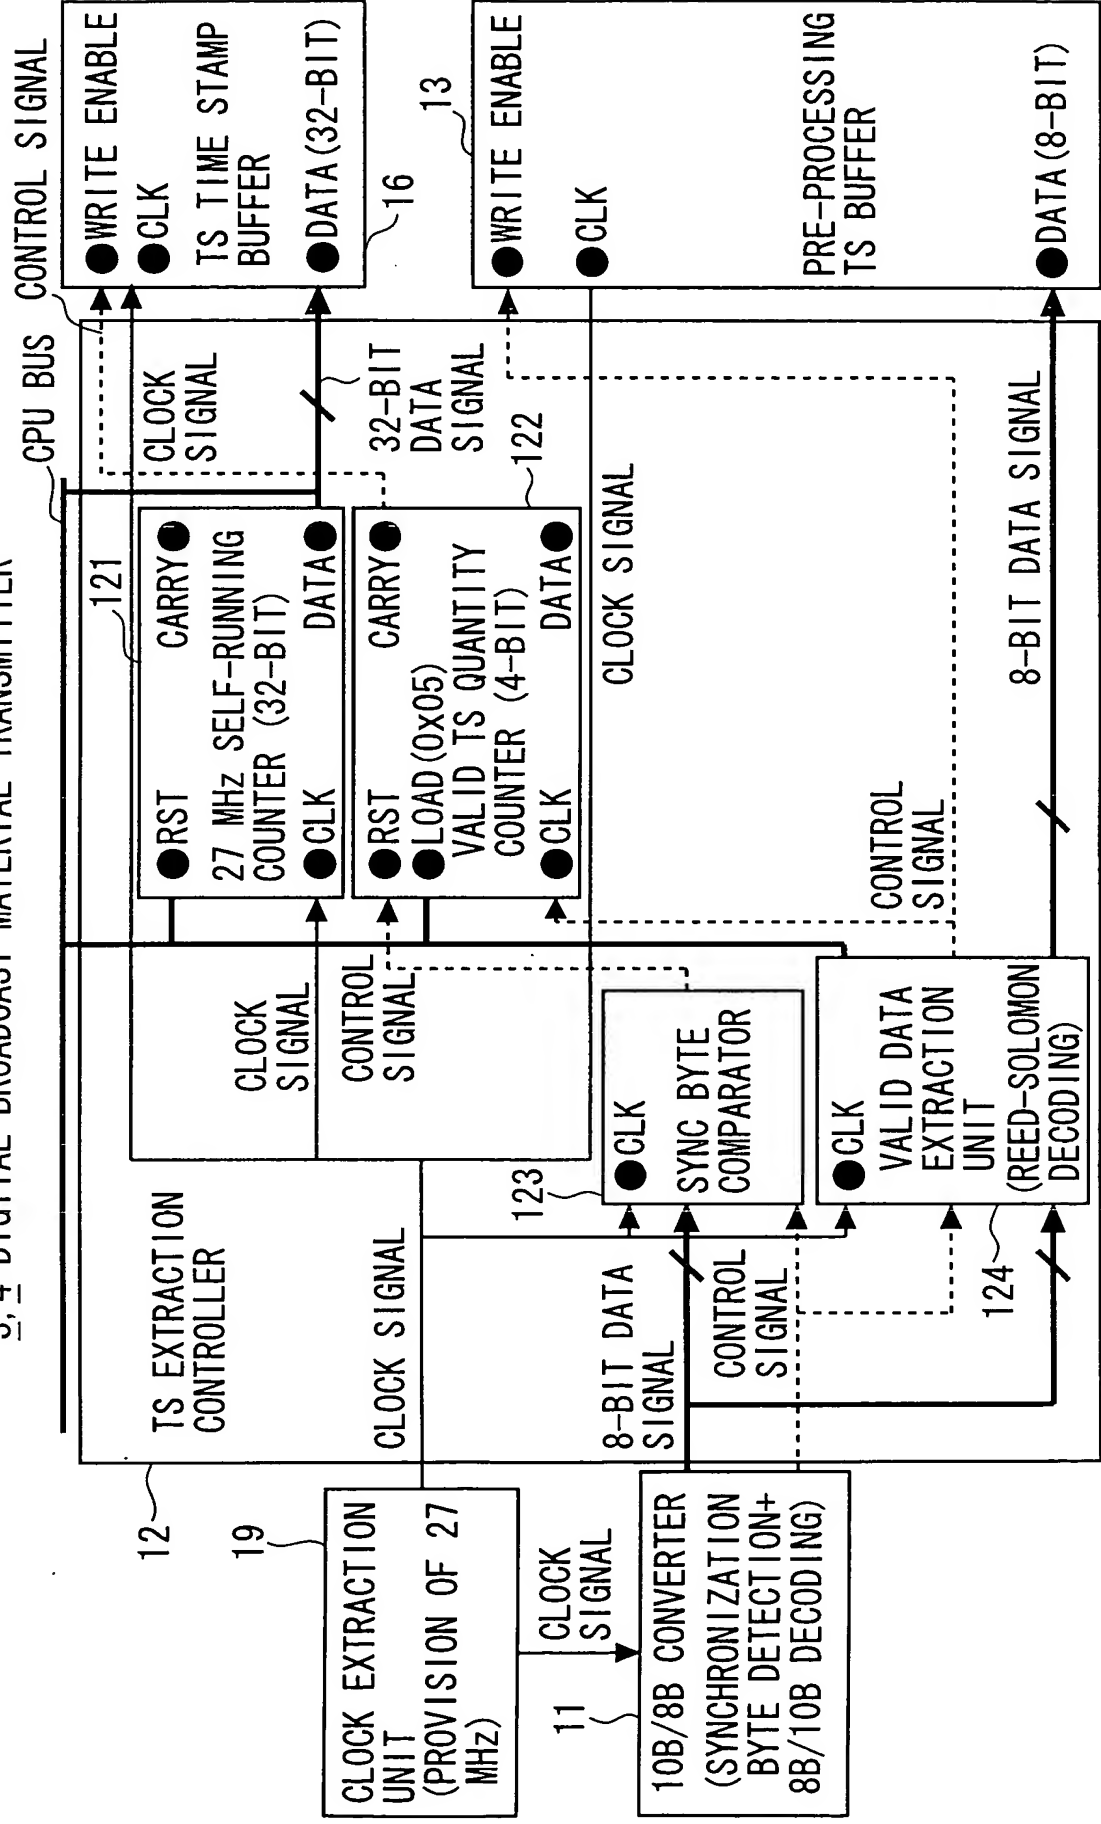 3, 4 DIGITAL BROADCAST MATERIAL TRANSMITTER
CPU BUS
CONTROL SIGNAL
12
TS EXTRACTION
CONTROLLER
19
CLOCK EXTRACTION
UNIT
(PROVISION OF 27
MHz)
CLOCK
SIGNAL
11
10B/8B CONVERTER
(SYNCHRONIZATION
BYTE DETECTION+
8B/10B DECODING)
CLOCK SIGNAL
8-BIT DATA
SIGNAL
CONTROL
SIGNAL
CLOCK
SIGNAL
CONTROL
SIGNAL
121
RST
CARRY
27 MHz SELF-RUNNING
COUNTER (32-BIT)
CLK
DATA
122
RST
CARRY
LOAD(0x05)
VALID TS QUANTITY
COUNTER (4-BIT)
CLK
DATA
123
CLK
SYNC BYTE
COMPARATOR
124
CLK
VALID DATA
EXTRACTION
UNIT
(REED-SOLOMON
DECODING)
CLOCK
SIGNAL
32-BIT
DATA
SIGNAL
CLOCK SIGNAL
CONTROL
SIGNAL
8-BIT DATA SIGNAL
WRITE ENABLE
CLK
TS TIME STAMP
BUFFER
DATA(32-BIT)
16
13
WRITE ENABLE
CLK
PRE-PROCESSING
TS BUFFER
DATA(8-BIT)